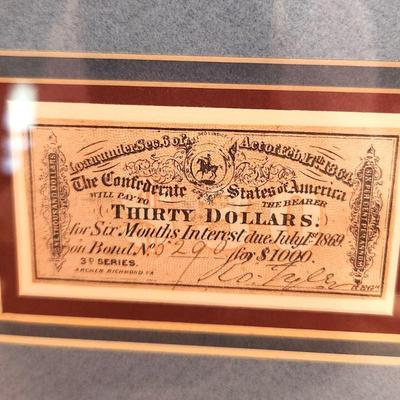 Loan under Sec. 6 of Act of Feb. 17th 1864.
The Confederate States of America
WILL PAY TO THE BEARER
THIRTY DOLLARS.
for Six Months Interest due July 1st 1869
on Bond No. 529 for $1000.
3D SERIES.
Ro. Tyler
ARCHER RICHMOND, VA